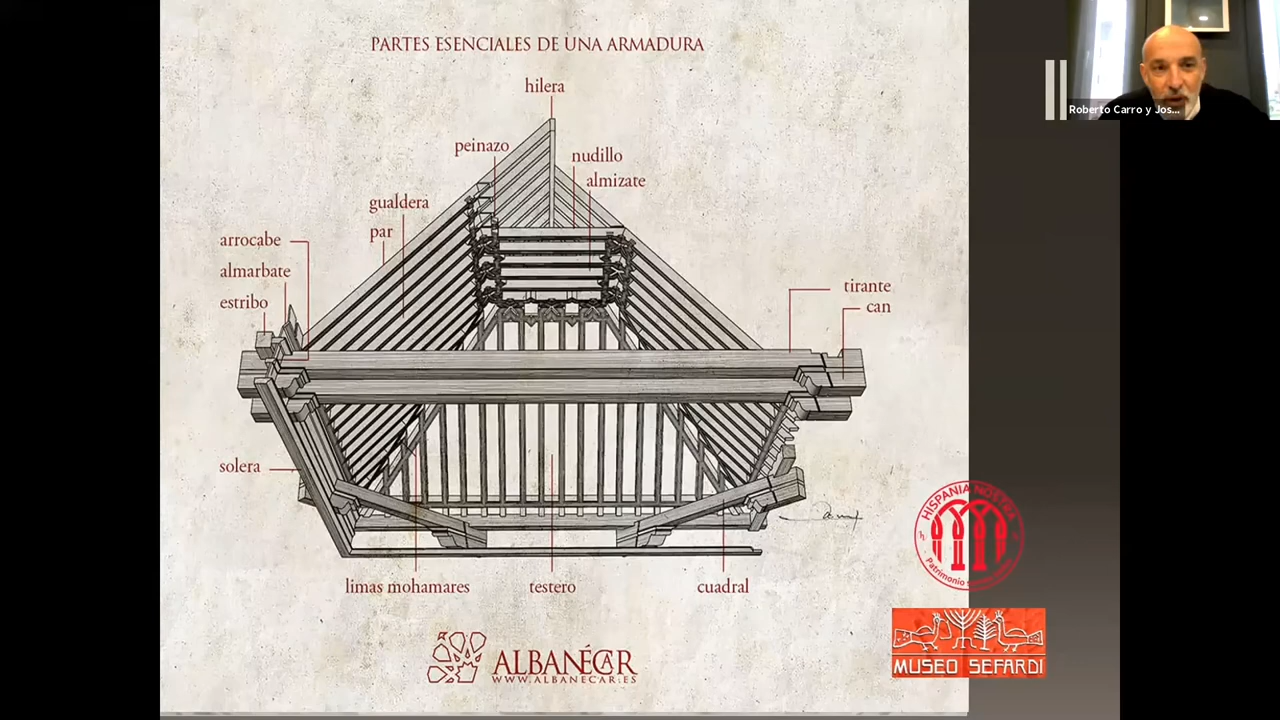 PARTES ESENCIALES DE UNA ARMADURA
hilera
peinazo
nudillo
almizate
gualdera
par
arrocabe
almarbate
estribo
tirante
can
solera
limas mohamares
testero
cuadral
ALBANÉCAR
WWW.ALBANECAR.ES
Roberto Carro y Jos...
HISPANIA NOSTRA
Patrimonio
MUSEO SEFARDI